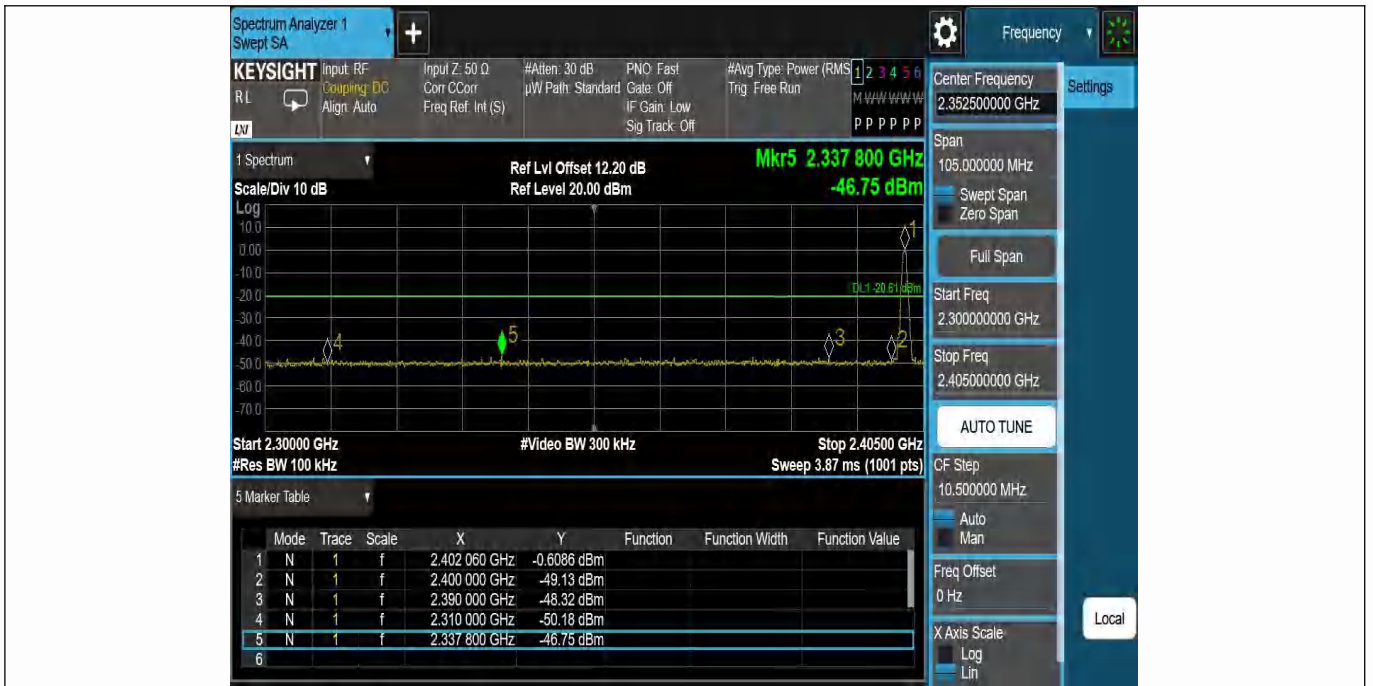 Spectrum Analyzer 1
Swept SA
+
Frequency
KEYSIGHT
RL
LXI
Input: RF
Coupling: DC
Align: Auto
Input Z: 50 Ω
Corr CCorr
Freq Ref: Int (S)
#Atten: 30 dB
µW Path: Standard
PNO: Fast
Gate: Off
IF Gain: Low
Sig Track: Off
#Avg Type: Power (RMS
Trig: Free Run
1 2 3 4 5 6
M W W W W W
P P P P P P
Center Frequency
2.352500000 GHz
Settings
1 Spectrum
Scale/Div 10 dB
Ref Lvl Offset 12.20 dB
Ref Level 20.00 dBm
Mkr5 2.337 800 GHz
-46.75 dBm
Span
105.000000 MHz
Swept Span
Zero Span
Full Span
Log
10.0
0.00
-10.0
-20.0
-30.0
-40.0
-50.0
-60.0
-70.0
1
DL1 -20.61 dBm
4
5
3
2
Start Freq
2.300000000 GHz
Stop Freq
2.405000000 GHz
AUTO TUNE
Start 2.30000 GHz
#Video BW 300 kHz
Stop 2.40500 GHz
#Res BW 100 kHz
Sweep 3.87 ms (1001 pts)
CF Step
10.500000 MHz
Auto
Man
5 Marker Table
Mode Trace Scale X Y Function Function Width Function Value
1 N 1 f 2.402 060 GHz -0.6086 dBm
2 N 1 f 2.400 000 GHz -49.13 dBm
3 N 1 f 2.390 000 GHz -48.32 dBm
4 N 1 f 2.310 000 GHz -50.18 dBm
5 N 1 f 2.337 800 GHz -46.75 dBm
6
Freq Offset
0 Hz
Local
X Axis Scale
Log
Lin